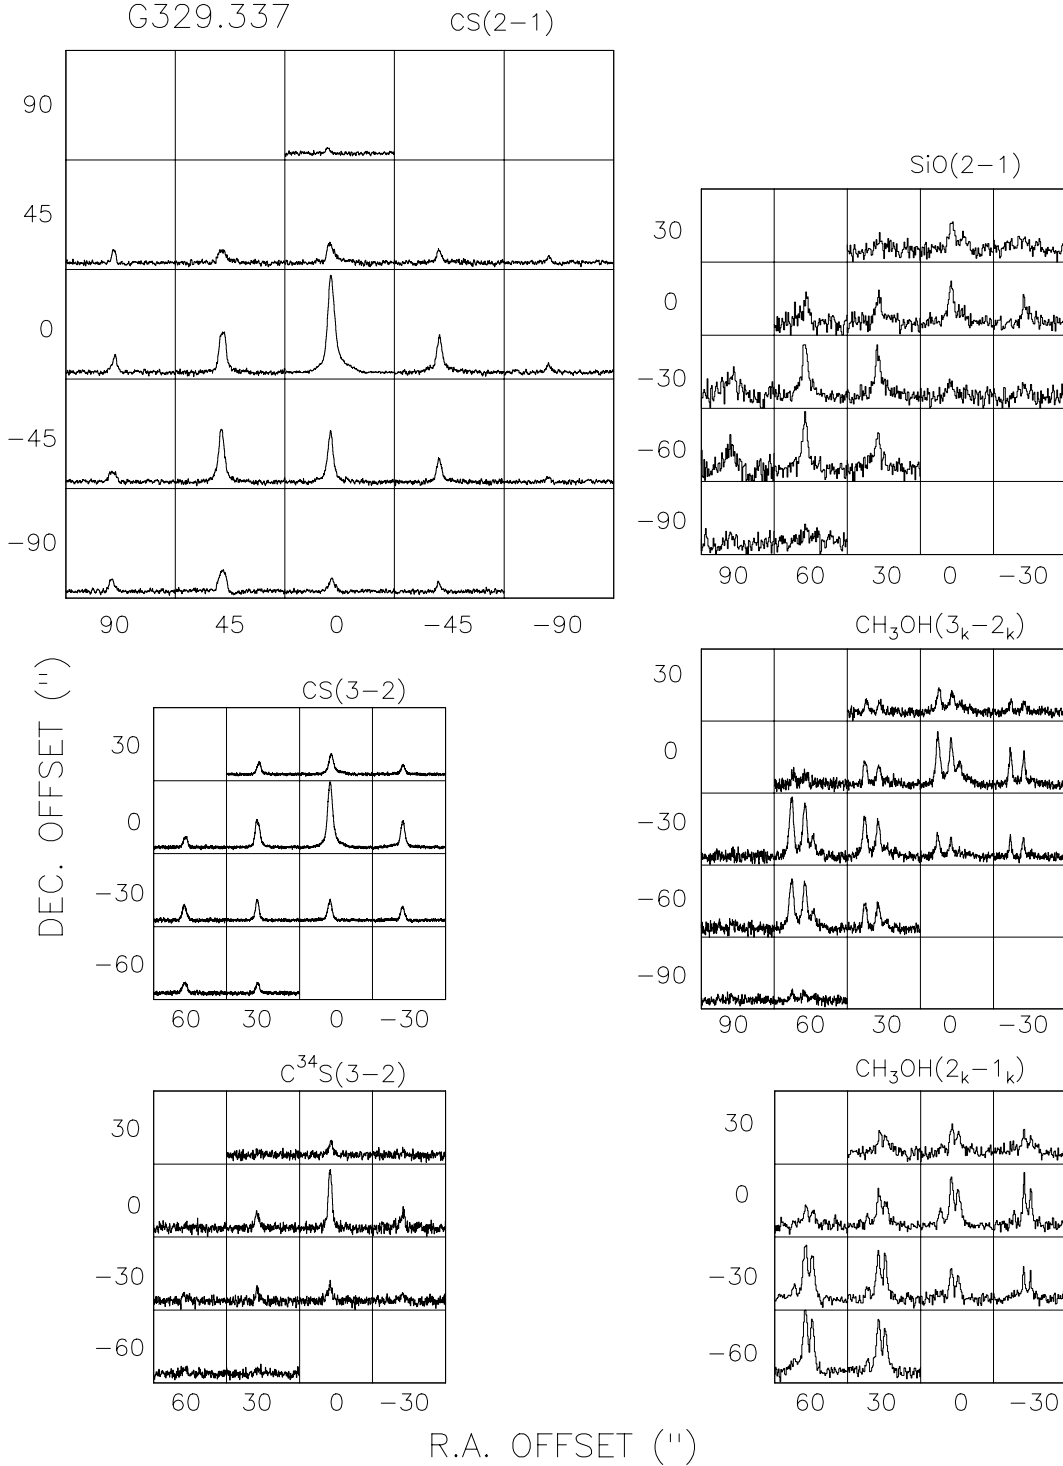 G329.337
CS(2−1)
90
45
0
−45
−90
90 45 0 −45 −90
SiO(2−1)
30
0
−30
−60
−90
90 60 30 0 −30
CS(3−2)
30
0
−30
−60
60 30 0 −30
CH₃OH(3ₖ−2ₖ)
30
0
−30
−60
−90
90 60 30 0 −30
C³⁴S(3−2)
30
0
−30
−60
60 30 0 −30
CH₃OH(2ₖ−1ₖ)
30
0
−30
−60
60 30 0 −30
DEC. OFFSET ('')
R.A. OFFSET ('')